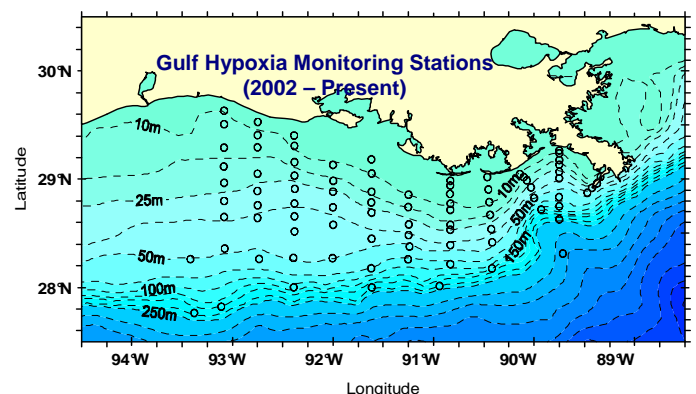 Gulf Hypoxia Monitoring Stations
(2002 – Present)
30°N
29°N
28°N
Latitude
10m
25m
50m
100m
250m
10m
50m
150m
94°W
93°W
92°W
91°W
90°W
89°W
Longitude